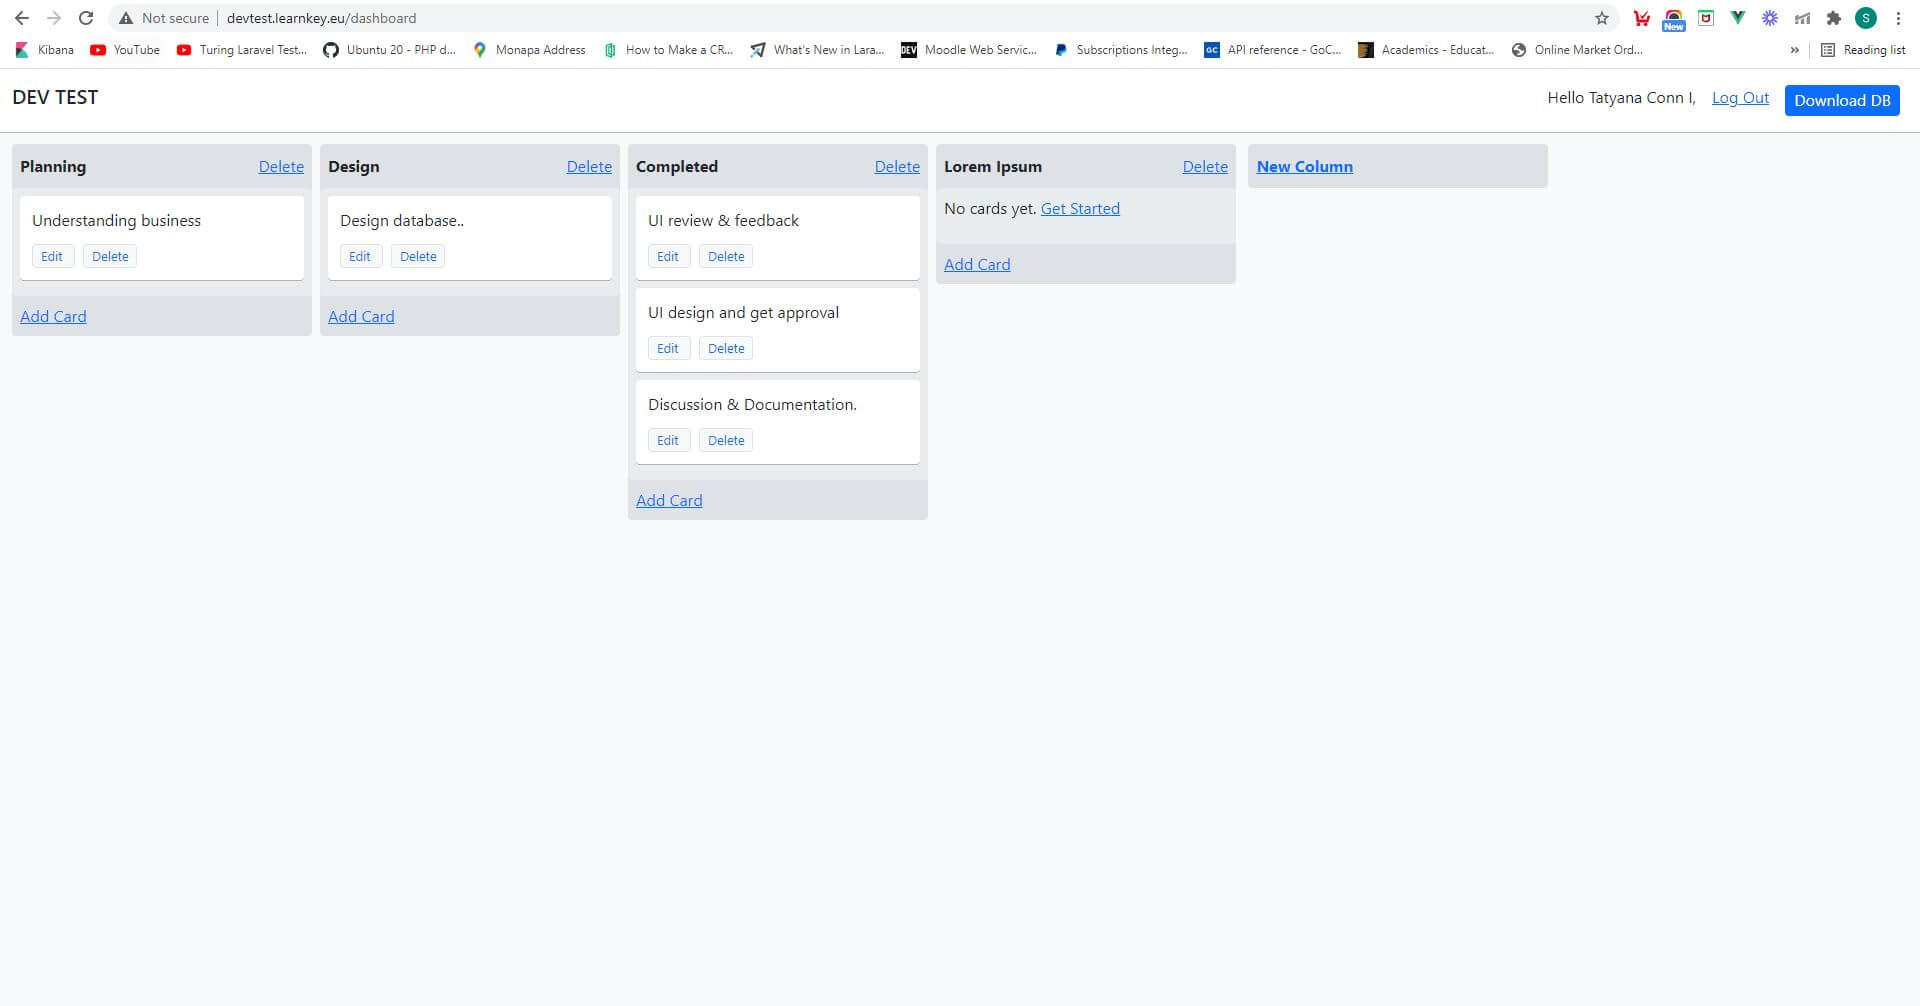 Not secure | devtest.learnkey.eu/dashboard
New
S
Kibana YouTube Turing Laravel Test... Ubuntu 20 - PHP d... Monapa Address How to Make a CR... What's New in Lara... DEV Moodle Web Servic... Subscriptions Integ... GC API reference - GoC... Academics - Educat... Online Market Ord... » Reading list
DEV TEST
Hello Tatyana Conn I, Log Out Download DB
Planning Delete
Understanding business
Edit Delete
Add Card
Design Delete
Design database..
Edit Delete
Add Card
Completed Delete
UI review & feedback
Edit Delete
UI design and get approval
Edit Delete
Discussion & Documentation.
Edit Delete
Add Card
Lorem Ipsum Delete
No cards yet. Get Started
Add Card
New Column